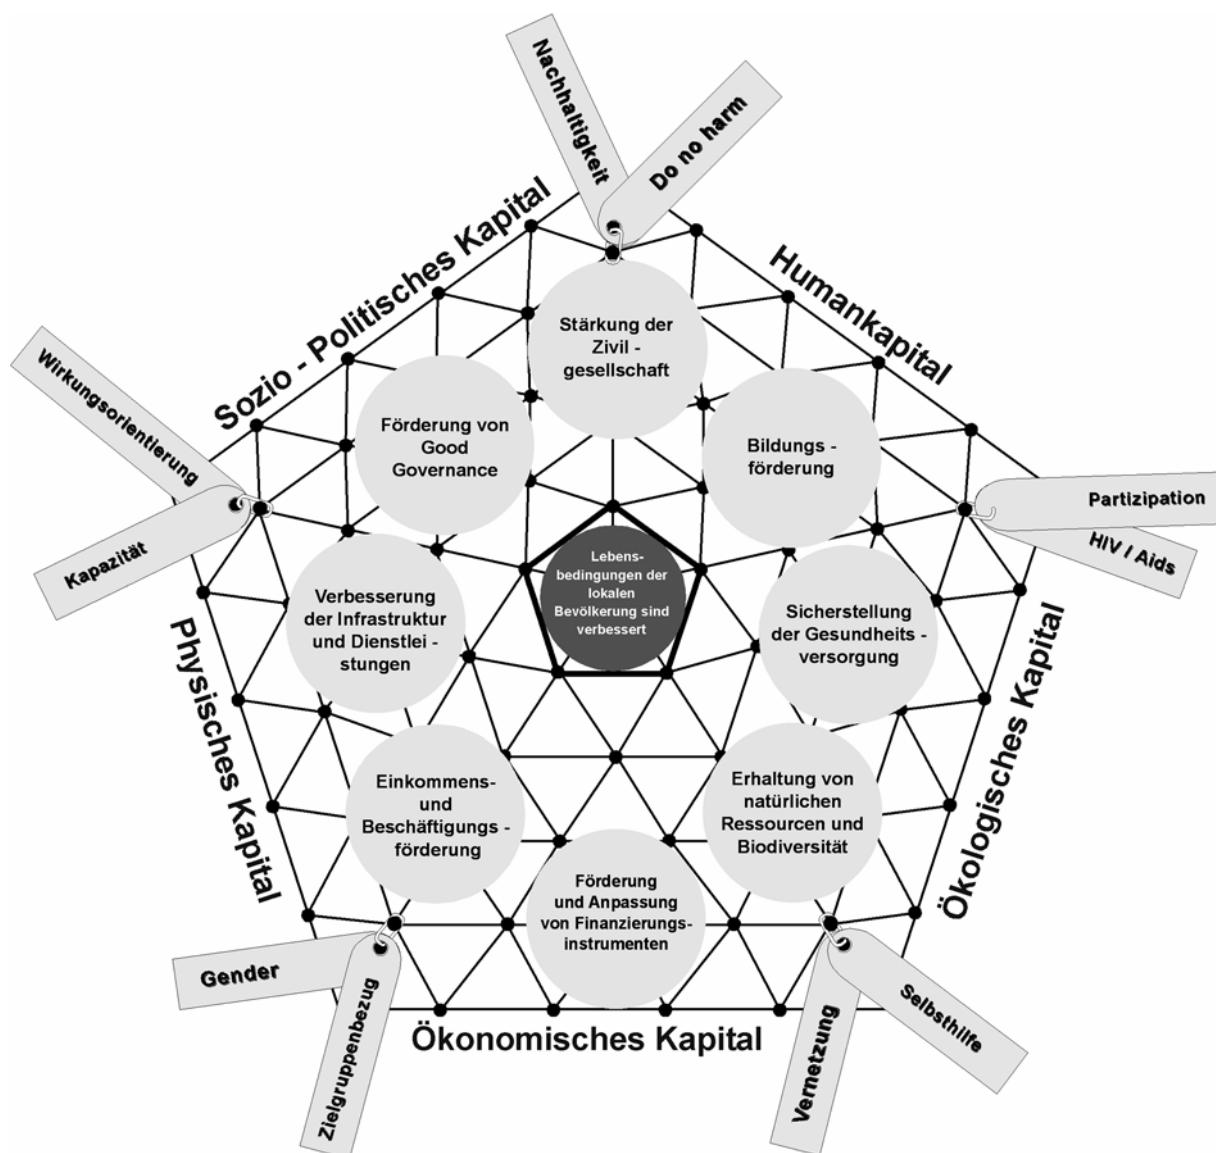 Nachhaltigkeit
Do no harm
Sozio - Politisches Kapital
Humankapital
Stärkung der
Zivil -
gesellschaft
Wirkungsorientierung
Kapazität
Förderung von
Good
Governance
Bildungs -
förderung
Partizipation
HIV / Aids
Lebens-
bedingungen der
lokalen
Bevölkerung sind
verbessert
Verbesserung
der Infrastruktur
und Dienstlei -
stungen
Sicherstellung
der Gesundheits -
versorgung
Physisches Kapital
Ökologisches Kapital
Einkommens-
und
Beschäftigungs -
förderung
Erhaltung von
natürlichen
Ressourcen und
Biodiversität
Förderung
und Anpassung
von Finanzierungs-
instrumenten
Gender
Zielgruppenbezug
Ökonomisches Kapital
Vernetzung
Selbsthilfe